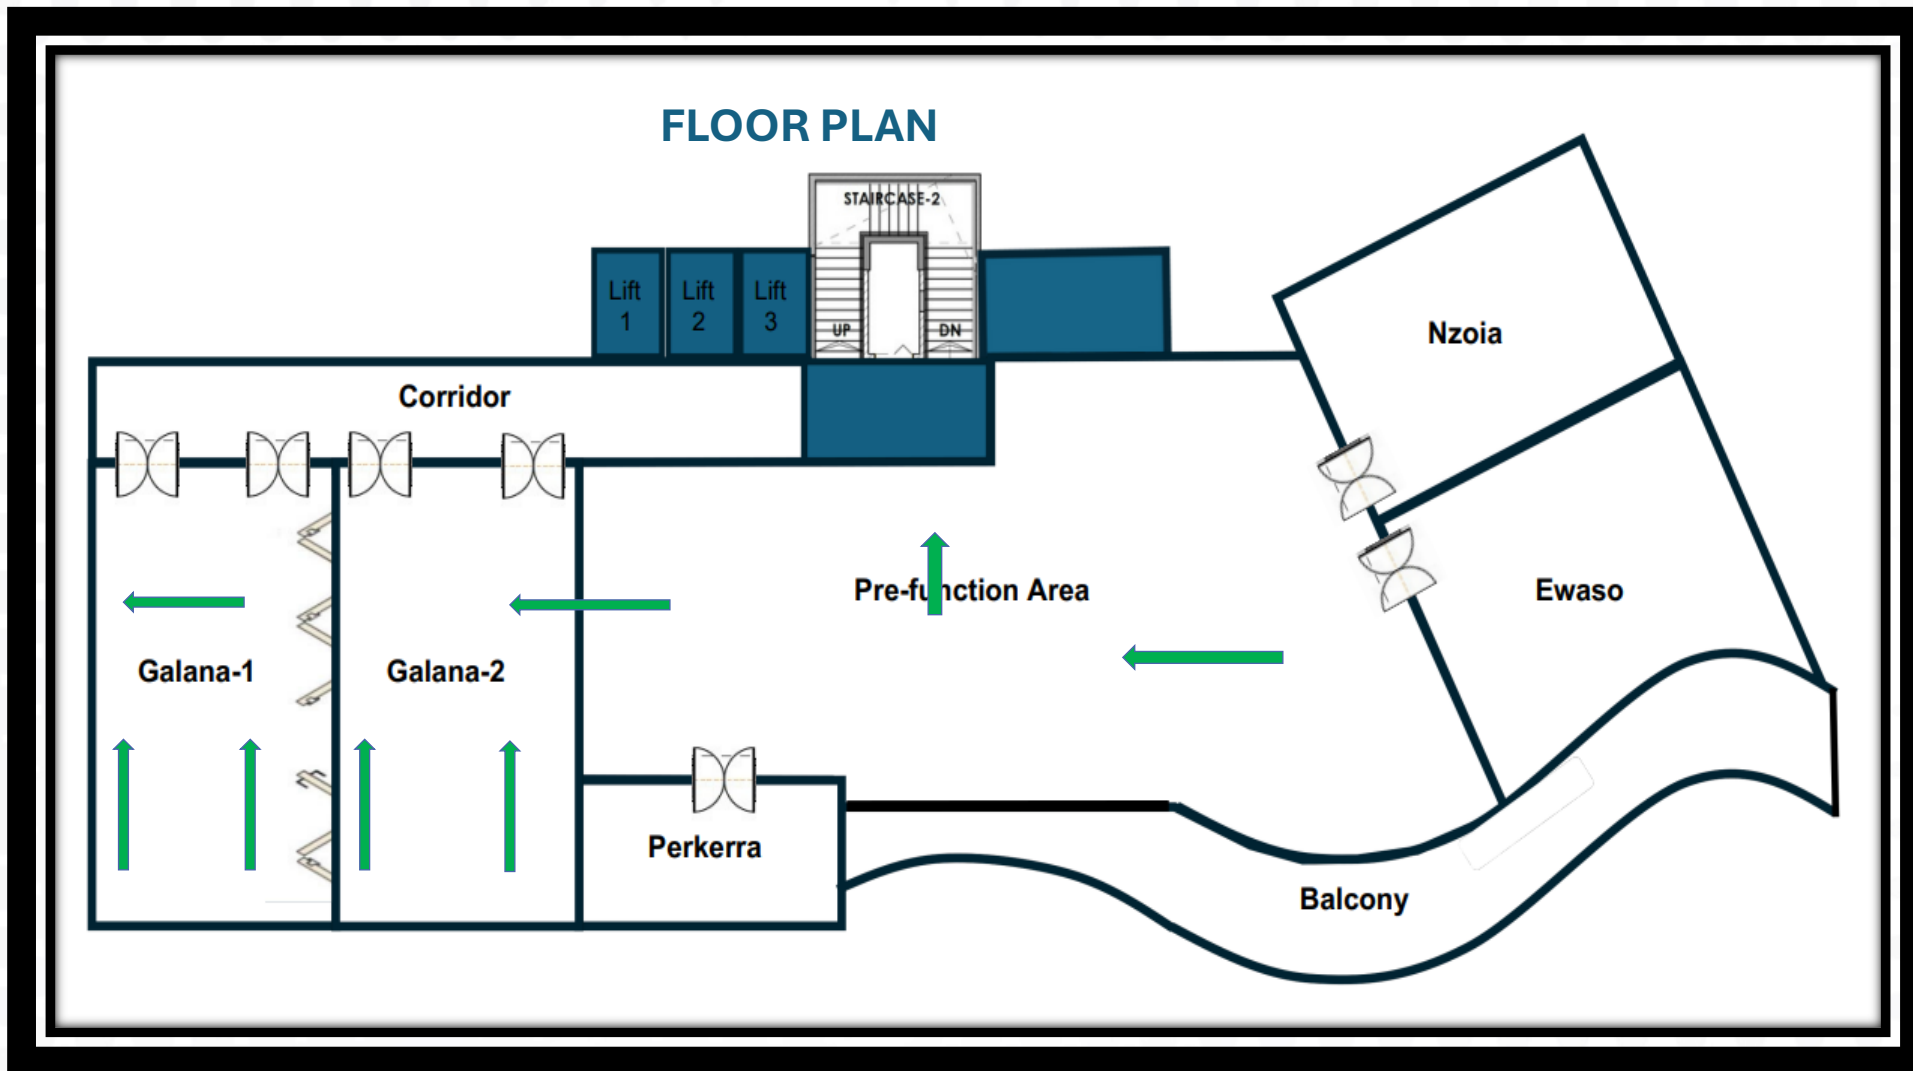 FLOOR PLAN
STAIRCASE-2
Lift
1
Lift
2
Lift
3
UP
DN
Nzoia
Corridor
Pre-function Area
Ewaso
Galana-1
Galana-2
Perkerra
Balcony